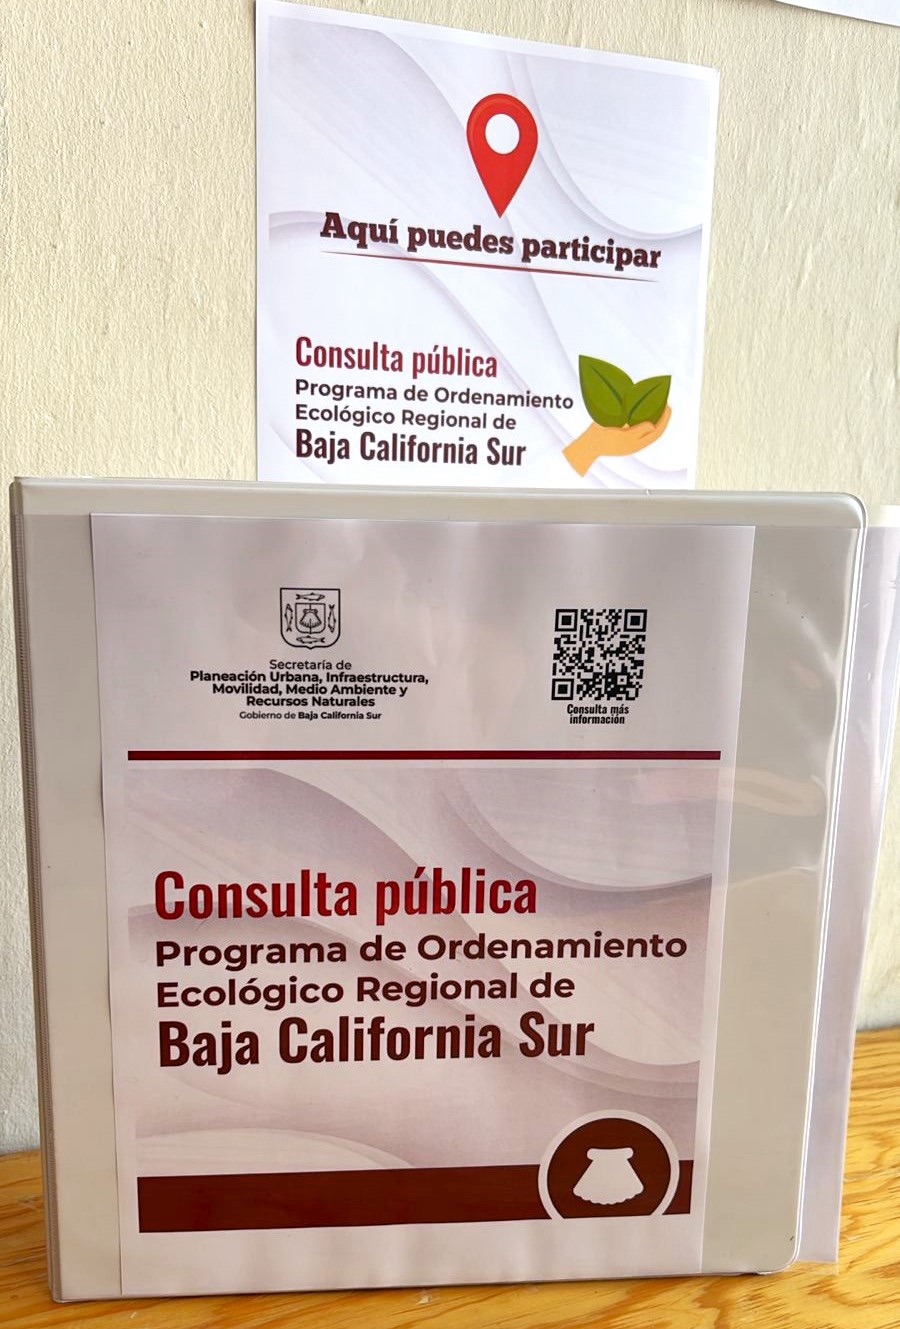 Aquí puedes participar
Consulta pública
Programa de Ordenamiento
Ecológico Regional de
Baja California Sur
Secretaría de
Planeación Urbana, Infraestructura,
Movilidad, Medio Ambiente y
Recursos Naturales
Gobierno de Baja California Sur
Consulta más
información
Consulta pública
Programa de Ordenamiento
Ecológico Regional de
Baja California Sur